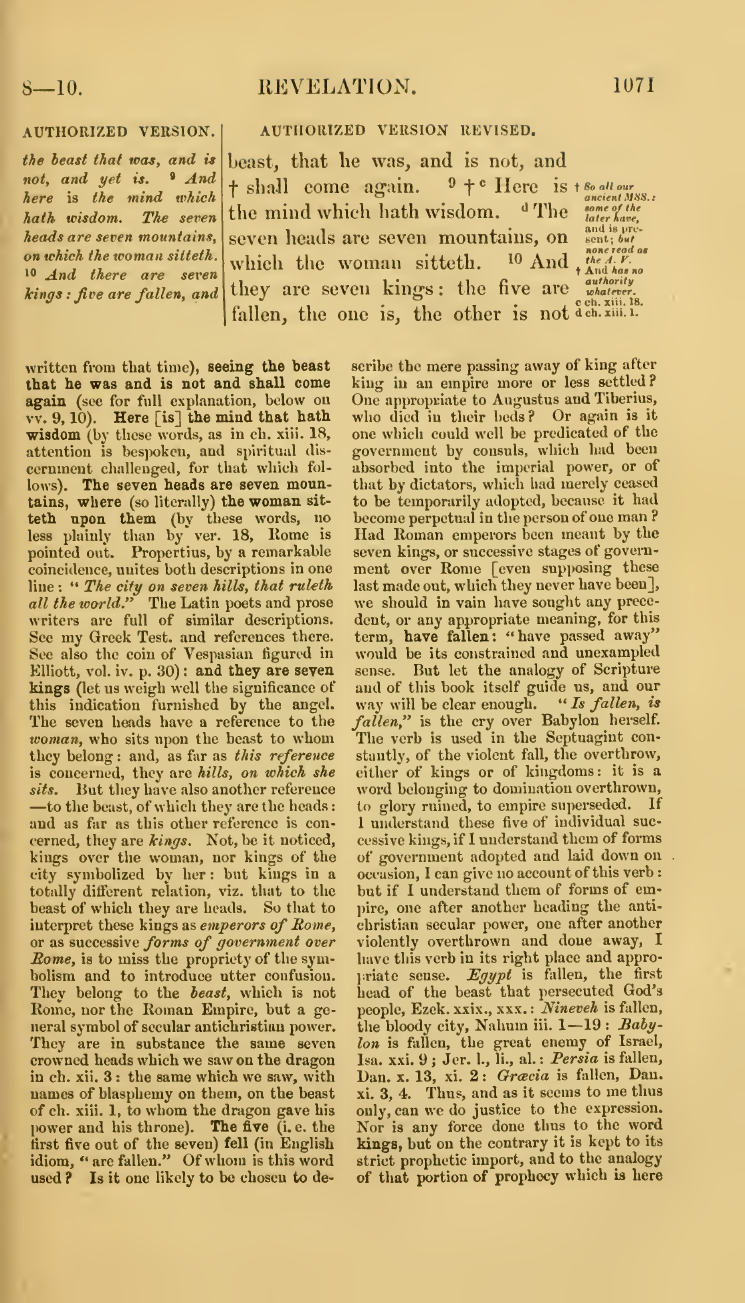 8—10.
REVELATION.
1071
AUTHORIZED VERSION.
the beast that was, and is
not, and yet is. 9 And
here is the mind which
hath wisdom. The seven
heads are seven mountains,
on which the woman sitteth.
10 And there are seven
kings: five are fallen, and
AUTHORIZED VERSION REVISED.
beast, that he was, and is not, and
† shall come again. 9 † c Here is
the mind which hath wisdom. d The
seven heads are seven mountains, on
which the woman sitteth. 10 And
they are seven kings: the five are
fallen, the one is, the other is not
† So all our
ancient MSS.:
some of the
later have,
and is pre-
sent; but
none read as
the A. V.
† And has no
authority
whatever.
c ch. xiii. 18.
d ch. xiii. 1.
written from that time), seeing the beast
that he was and is not and shall come
again (see for full explanation, below on
vv. 9, 10). Here [is] the mind that hath
wisdom (by these words, as in ch. xiii. 18,
attention is bespoken, and spiritual dis-
cernment challenged, for that which fol-
lows). The seven heads are seven moun-
tains, where (so literally) the woman sit-
teth upon them (by these words, no
less plainly than by ver. 18, Rome is
pointed out. Propertius, by a remarkable
coincidence, unites both descriptions in one
line: "The city on seven hills, that ruleth
all the world." The Latin poets and prose
writers are full of similar descriptions.
See my Greek Test. and references there.
See also the coin of Vespasian figured in
Elliott, vol. iv. p. 30): and they are seven
kings (let us weigh well the significance of
this indication furnished by the angel.
The seven heads have a reference to the
woman, who sits upon the beast to whom
they belong: and, as far as this reference
is concerned, they are hills, on which she
sits. But they have also another reference
—to the beast, of which they are the heads:
and as far as this other reference is con-
cerned, they are kings. Not, be it noticed,
kings over the woman, nor kings of the
city symbolized by her: but kings in a
totally different relation, viz. that to the
beast of which they are heads. So that to
interpret these kings as emperors of Rome,
or as successive forms of government over
Rome, is to miss the propriety of the sym-
bolism and to introduce utter confusion.
They belong to the beast, which is not
Rome, nor the Roman Empire, but a ge-
neral symbol of secular antichristian power.
They are in substance the same seven
crowned heads which we saw on the dragon
in ch. xii. 3: the same which we saw, with
names of blasphemy on them, on the beast
of ch. xiii. 1, to whom the dragon gave his
power and his throne). The five (i. e. the
first five out of the seven) fell (in English
idiom, "are fallen." Of whom is this word
used? Is it one likely to be chosen to de-
scribe the mere passing away of king after
king in an empire more or less settled?
One appropriate to Augustus and Tiberius,
who died in their beds? Or again is it
one which could well be predicated of the
government by consuls, which had been
absorbed into the imperial power, or of
that by dictators, which had merely ceased
to be temporarily adopted, because it had
become perpetual in the person of one man?
Had Roman emperors been meant by the
seven kings, or successive stages of govern-
ment over Rome [even supposing these
last made out, which they never have been],
we should in vain have sought any prece-
dent, or any appropriate meaning, for this
term, have fallen: "have passed away"
would be its constrained and unexampled
sense. But let the analogy of Scripture
and of this book itself guide us, and our
way will be clear enough. "Is fallen, is
fallen," is the cry over Babylon herself.
The verb is used in the Septuagint con-
stantly, of the violent fall, the overthrow,
either of kings or of kingdoms: it is a
word belonging to domination overthrown,
to glory ruined, to empire superseded. If
I understand these five of individual suc-
cessive kings, if I understand them of forms
of government adopted and laid down on
occasion, I can give no account of this verb:
but if I understand them of forms of em-
pire, one after another heading the anti-
christian secular power, one after another
violently overthrown and done away, I
have this verb in its right place and appro-
priate sense. Egypt is fallen, the first
head of the beast that persecuted God's
people, Ezek. xxix., xxx.: Nineveh is fallen,
the bloody city, Nahum iii. 1—19: Baby-
lon is fallen, the great enemy of Israel,
Isa. xxi. 9; Jer. l., li., al.: Persia is fallen,
Dan. x. 13, xi. 2: Græcia is fallen, Dan.
xi. 3, 4. Thus, and as it seems to me thus
only, can we do justice to the expression.
Nor is any force done thus to the word
kings, but on the contrary it is kept to its
strict prophetic import, and to the analogy
of that portion of prophecy which is here